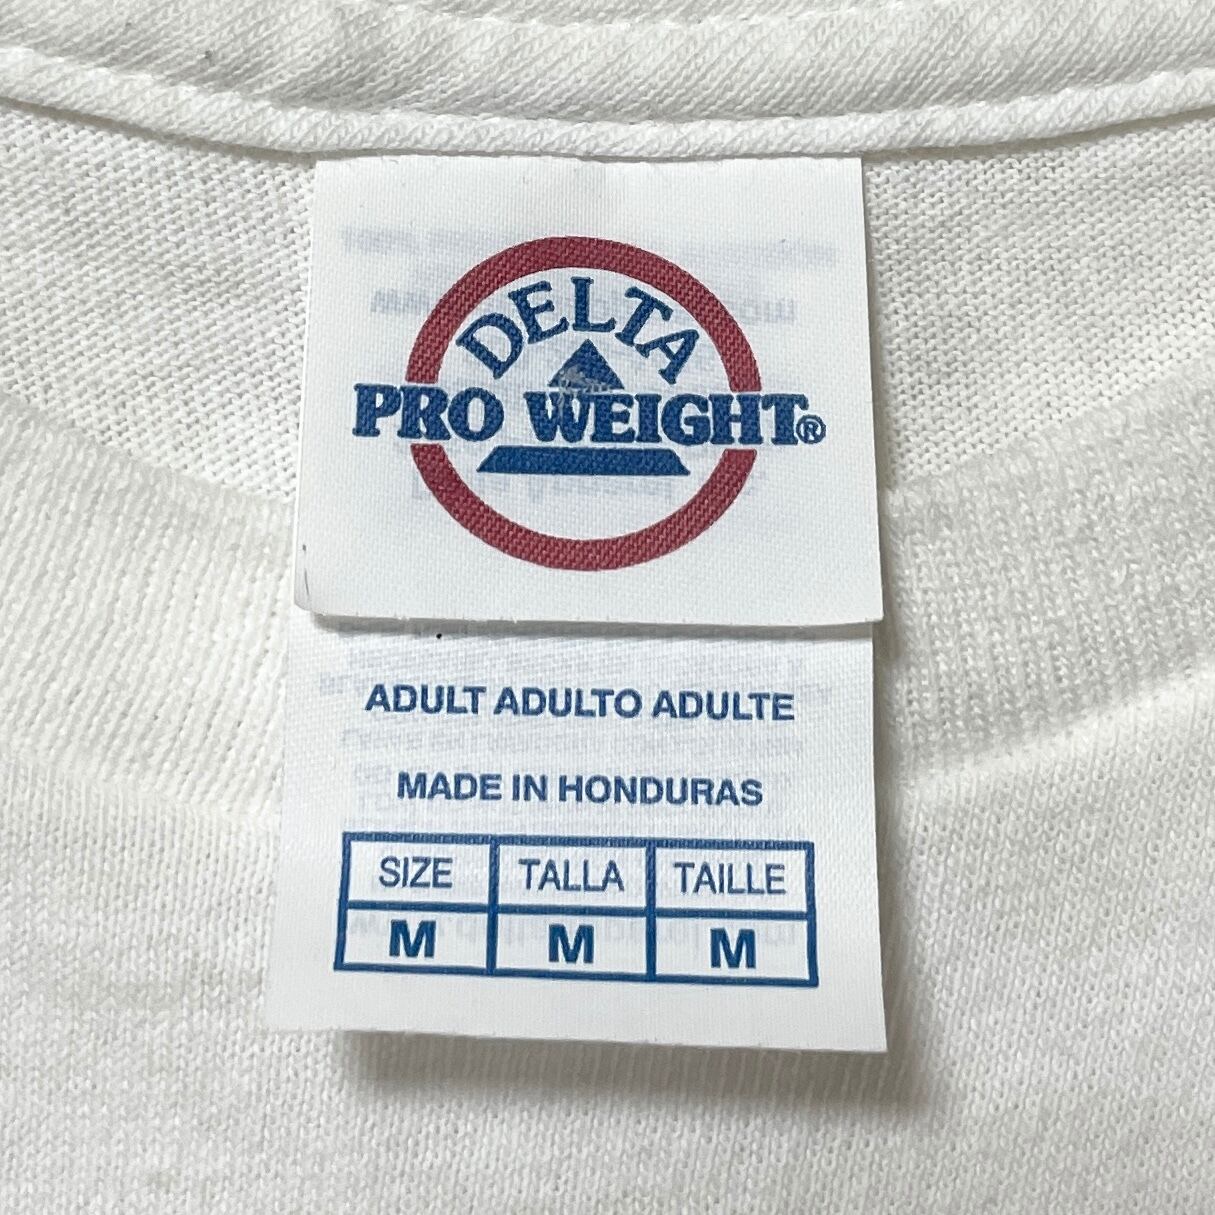 DELTA
PRO WEIGHT®
ADULT ADULTO ADULTE
MADE IN HONDURAS
SIZE TALLA TAILLE
M M M